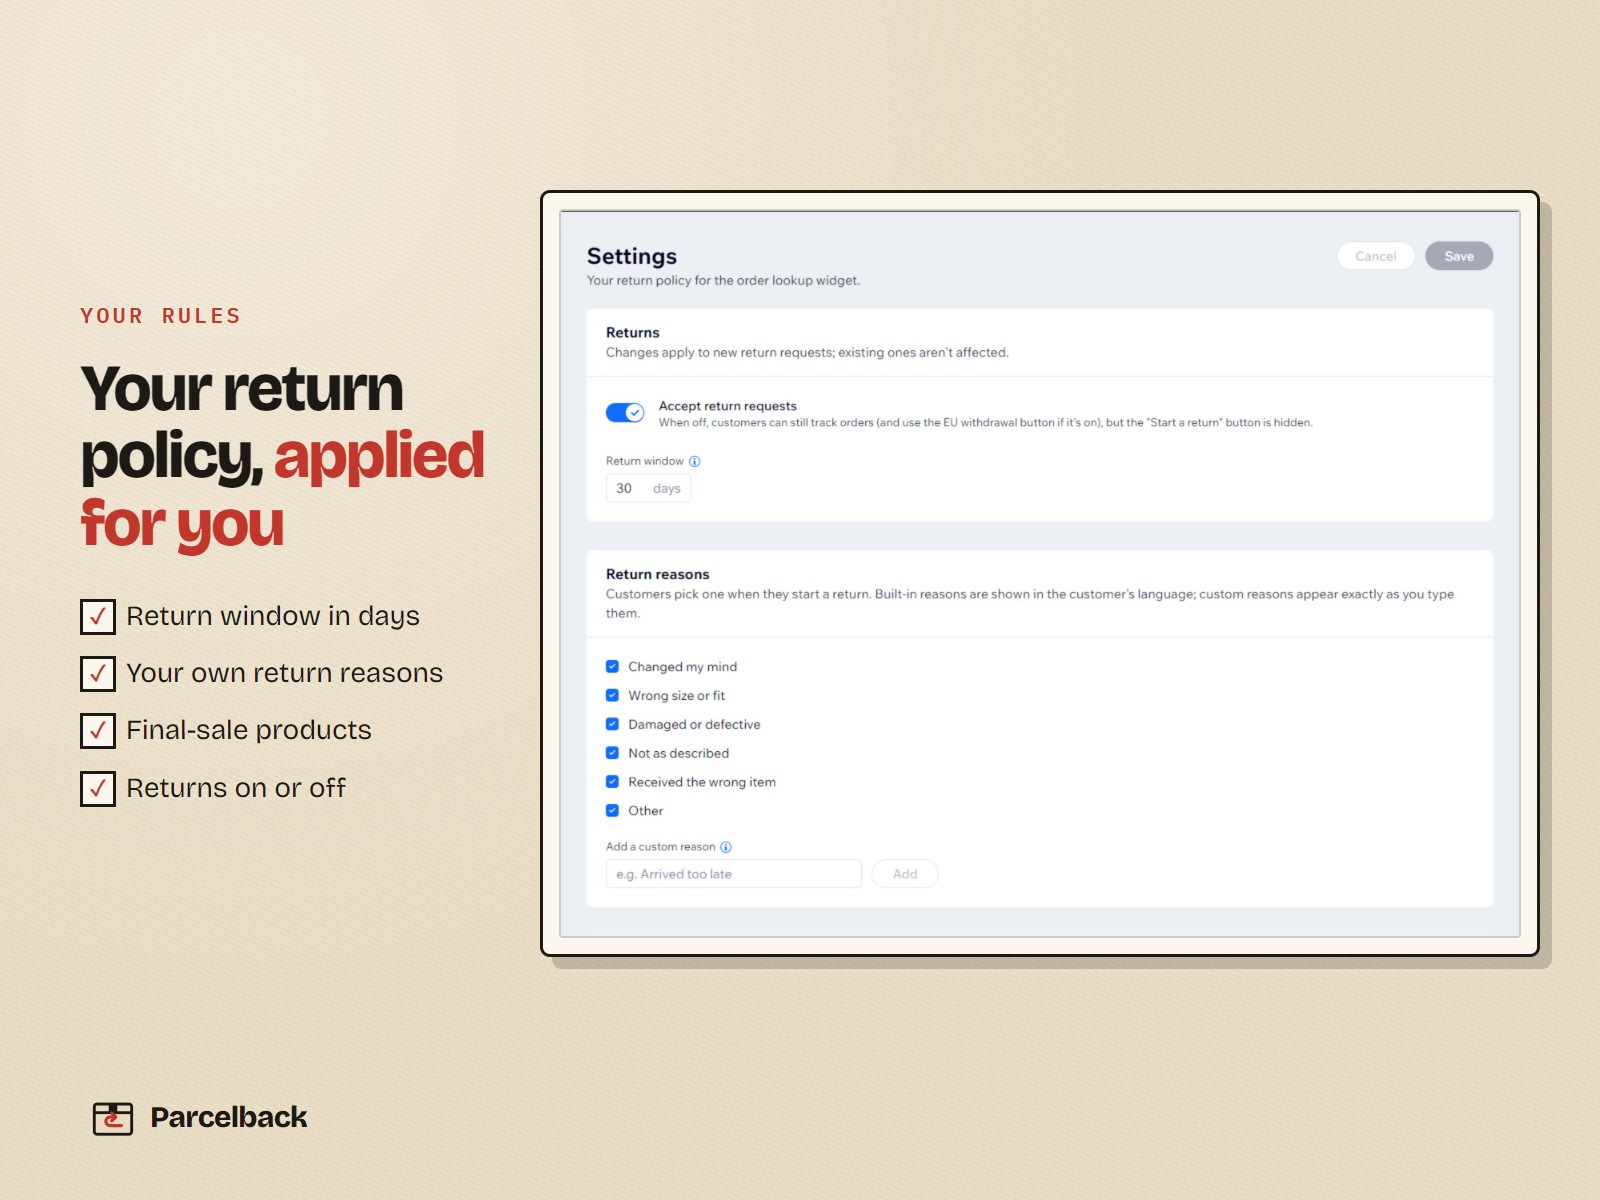 YOUR RULES
Your return
policy, applied
for you
Return window in days
Your own return reasons
Final-sale products
Returns on or off
Parcelback
Settings
Your return policy for the order lookup widget.
Cancel
Save
Returns
Changes apply to new return requests; existing ones aren't affected.
Accept return requests
When off, customers can still track orders (and use the EU withdrawal button if it's on), but the "Start a return" button is hidden.
Return window
30 days
Return reasons
Customers pick one when they start a return. Built-in reasons are shown in the customer's language; custom reasons appear exactly as you type
them.
Changed my mind
Wrong size or fit
Damaged or defective
Not as described
Received the wrong item
Other
Add a custom reason
e.g. Arrived too late
Add